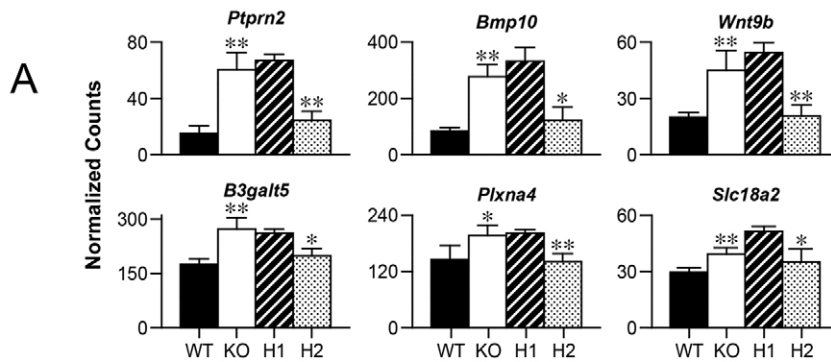 A
Normalized Counts
Ptprn2
80
40
0
**
**
Bmp10
400
200
0
**
*
Wnt9b
60
30
0
**
**
B3galt5
300
150
0
**
*
WT KO H1 H2
Plxna4
240
120
0
*
**
WT KO H1 H2
Slc18a2
60
30
0
**
*
WT KO H1 H2